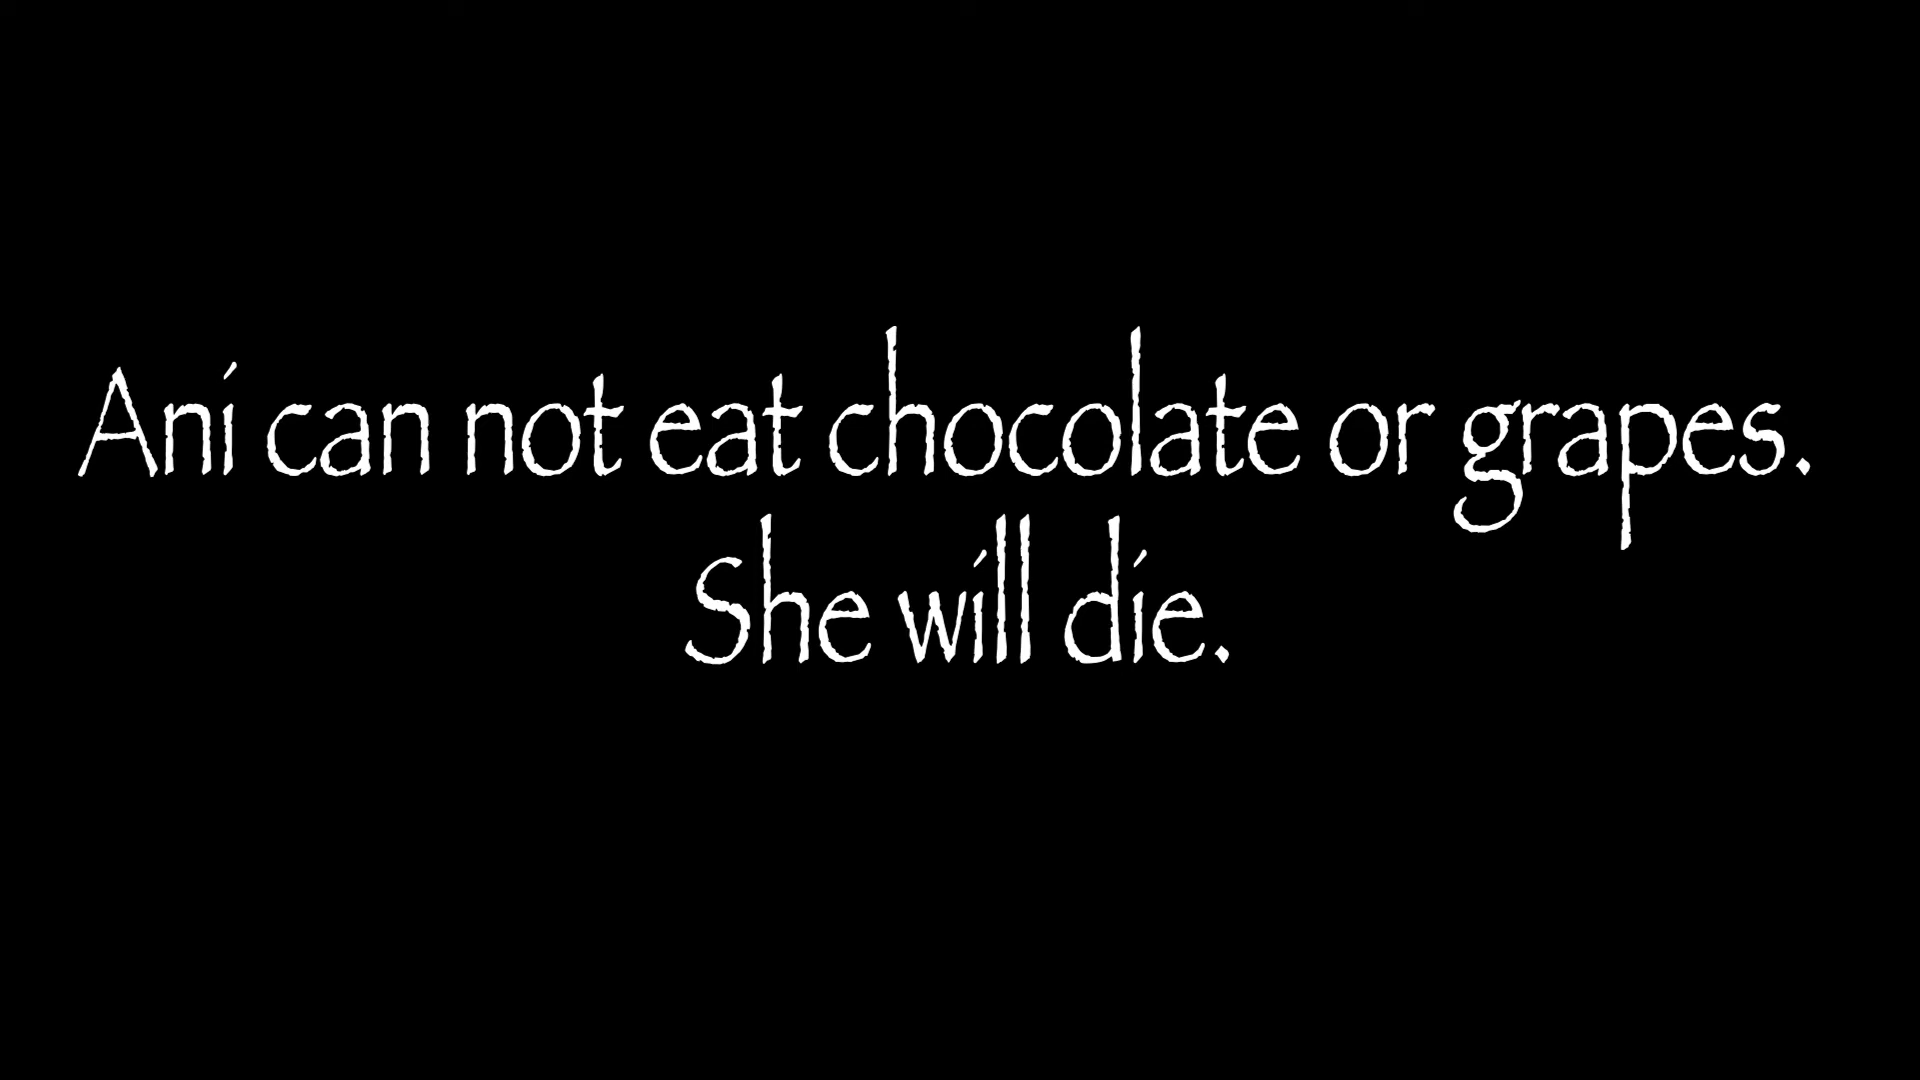 Ani can not eat chocolate or grapes.
She will die.